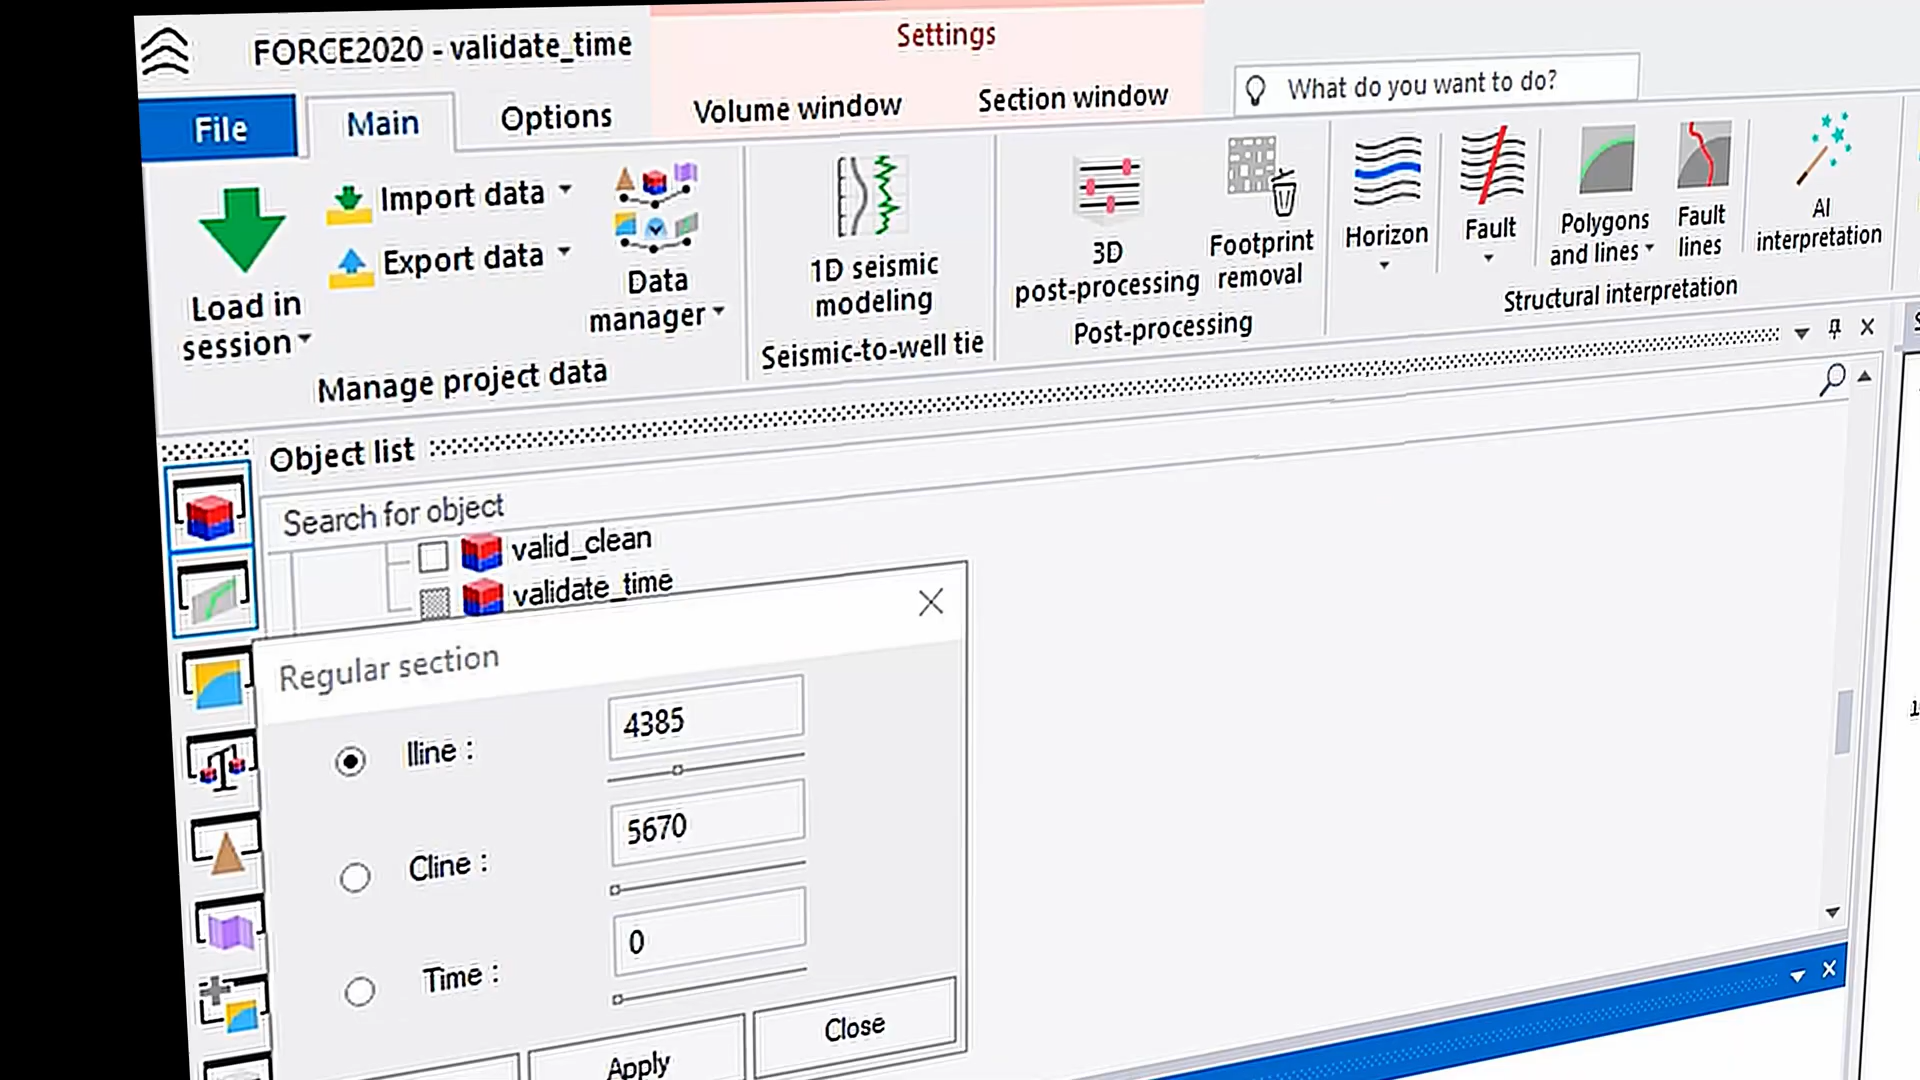 FORCE2020 - validate_time
Settings
File
Main
Options
Volume window
Section window
What do you want to do?
Load in
session
Import data
Export data
Data
manager
Manage project data
1D seismic
modeling
Seismic-to-well tie
3D
post-processing
Footprint
removal
Post-processing
Horizon
Fault
Polygons
and lines
Fault
lines
Structural interpretation
AI
interpretation
Object list
Search for object
valid_clean
validate_time
Regular section
Iline :
4385
Cline :
5670
Time :
0
Apply
Close